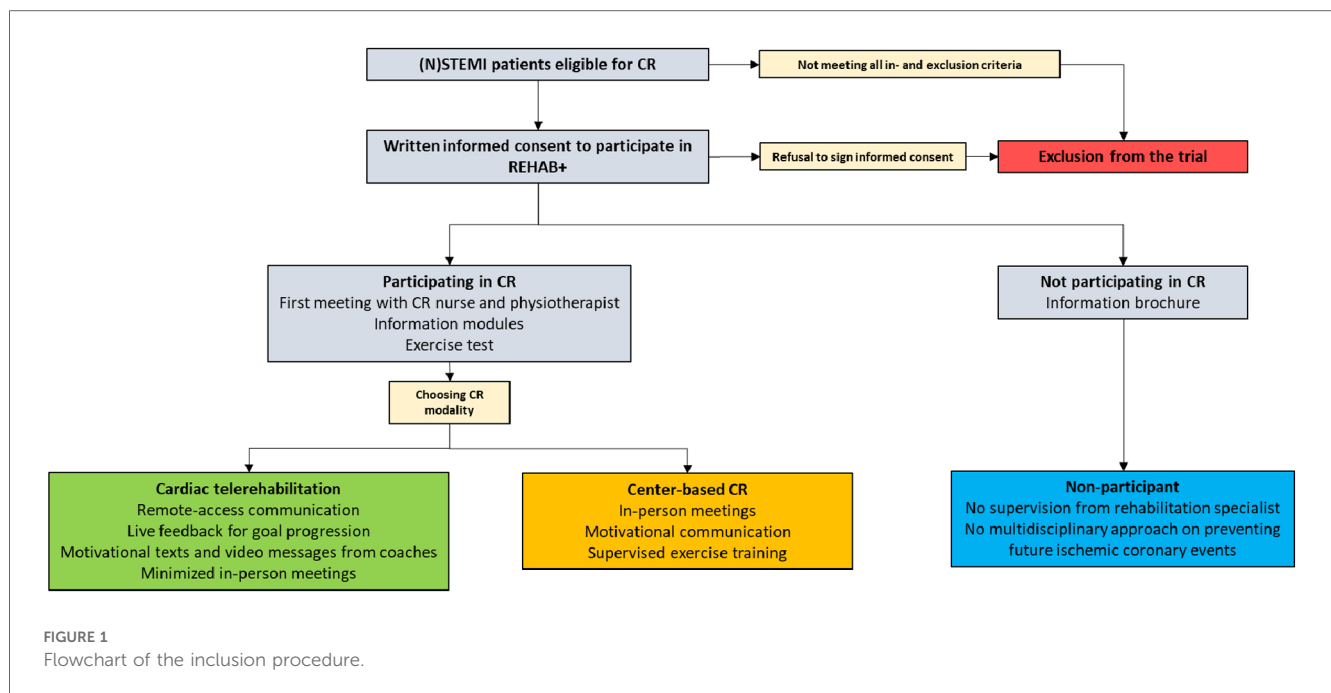 (N)STEMI patients eligible for CR
Not meeting all in- and exclusion criteria
Written informed consent to participate in
REHAB+
Refusal to sign informed consent
Exclusion from the trial
Participating in CR
First meeting with CR nurse and physiotherapist
Information modules
Exercise test
Not participating in CR
Information brochure
Choosing CR
modality
Cardiac telerehabilitation
Remote-access communication
Live feedback for goal progression
Motivational texts and video messages from coaches
Minimized in-person meetings
Center-based CR
In-person meetings
Motivational communication
Supervised exercise training
Non-participant
No supervision from rehabilitation specialist
No multidisciplinary approach on preventing
future ischemic coronary events
FIGURE 1
Flowchart of the inclusion procedure.